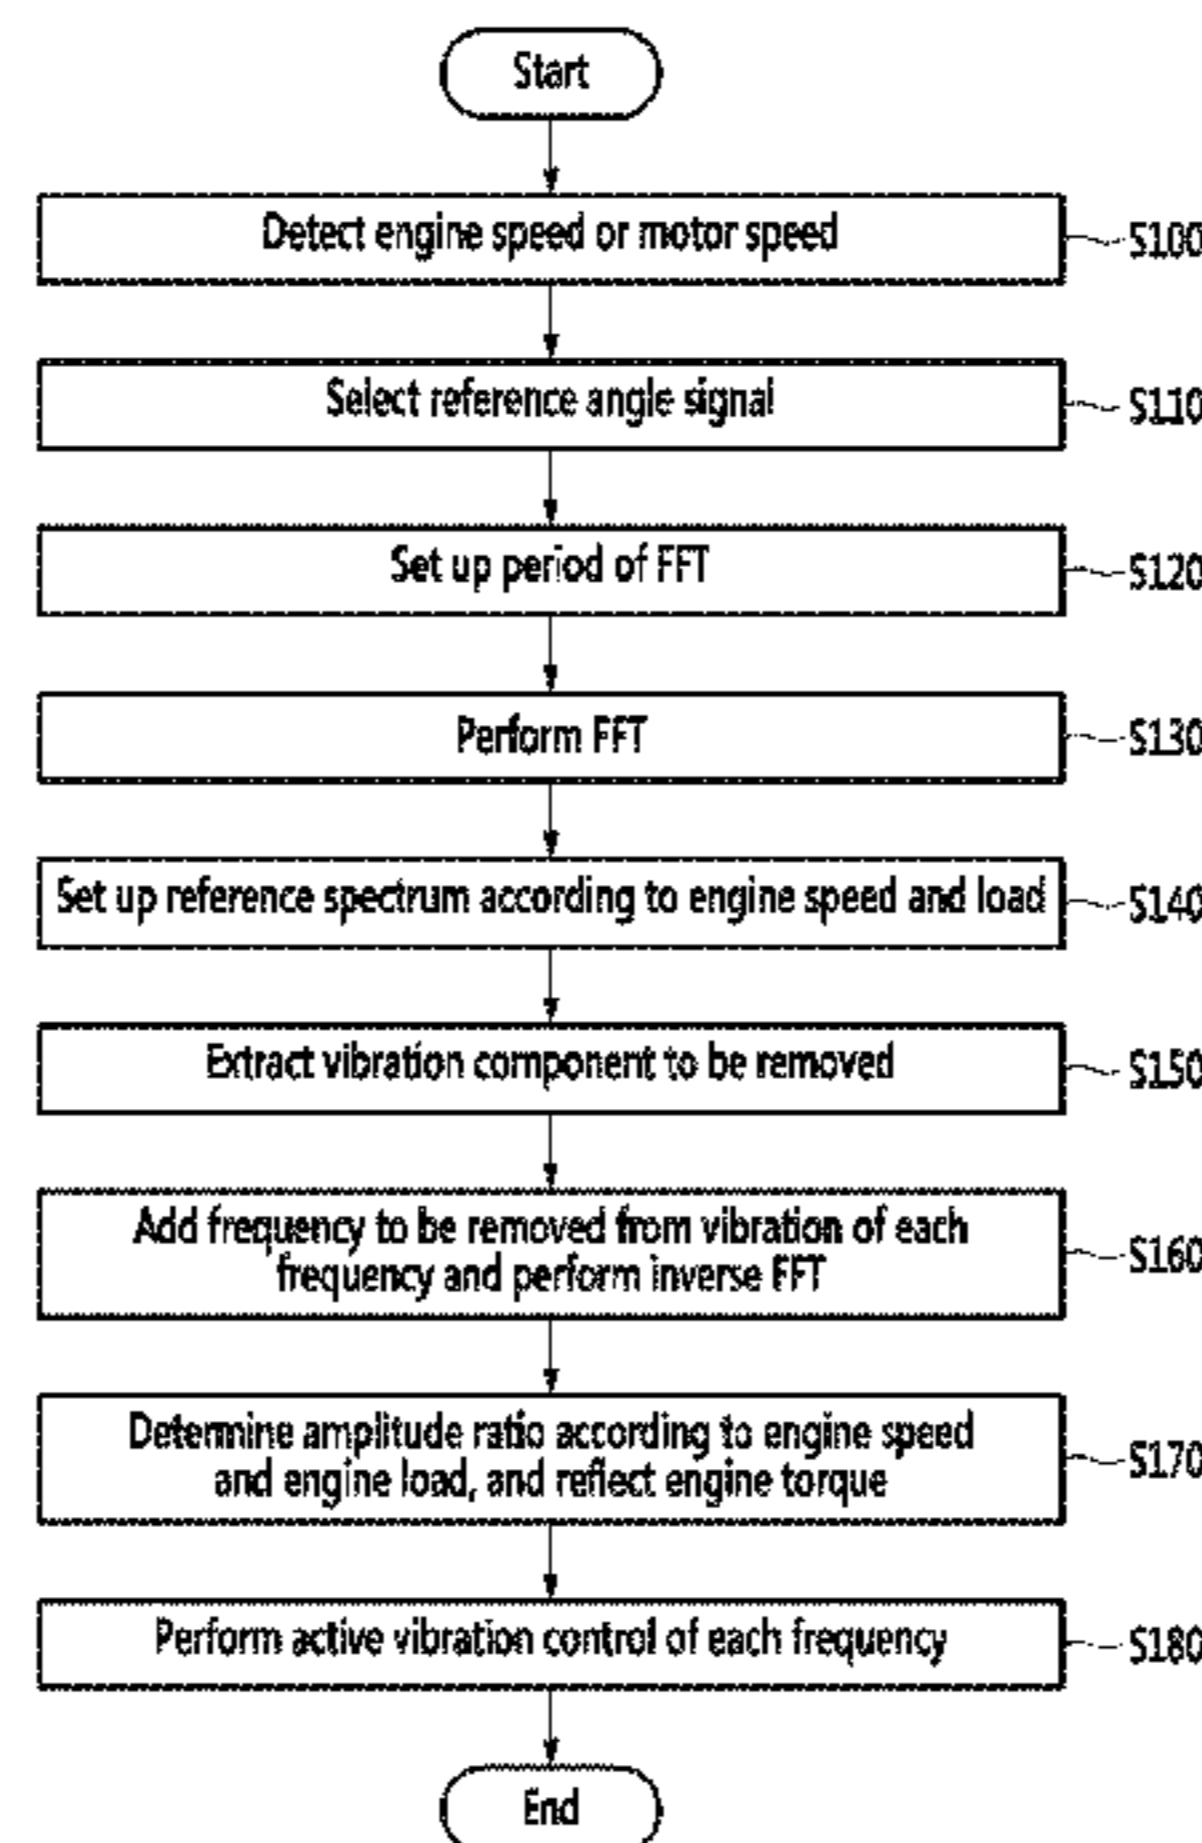 Start
Detect engine speed or motor speed
S100
Select reference angle signal
S110
Set up period of FFT
S120
Perform FFT
S130
Set up reference spectrum according to engine speed and load
S140
Extract vibration component to be removed
S150
Add frequency to be removed from vibration of each
frequency and perform inverse FFT
S160
Determine amplitude ratio according to engine speed
and engine load, and reflect engine torque
S170
Perform active vibration control of each frequency
S180
End